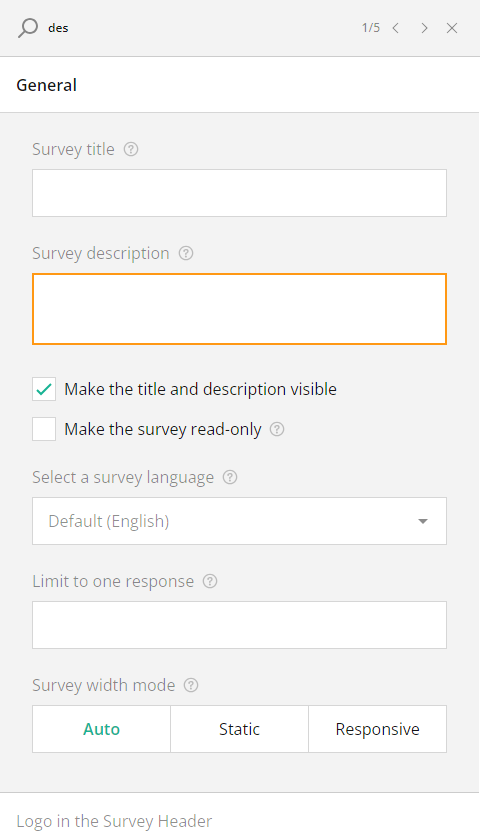 des 1/5
General
Survey title
Survey description
Make the title and description visible
Make the survey read-only
Select a survey language
Default (English)
Limit to one response
Survey width mode
Auto Static Responsive
Logo in the Survey Header